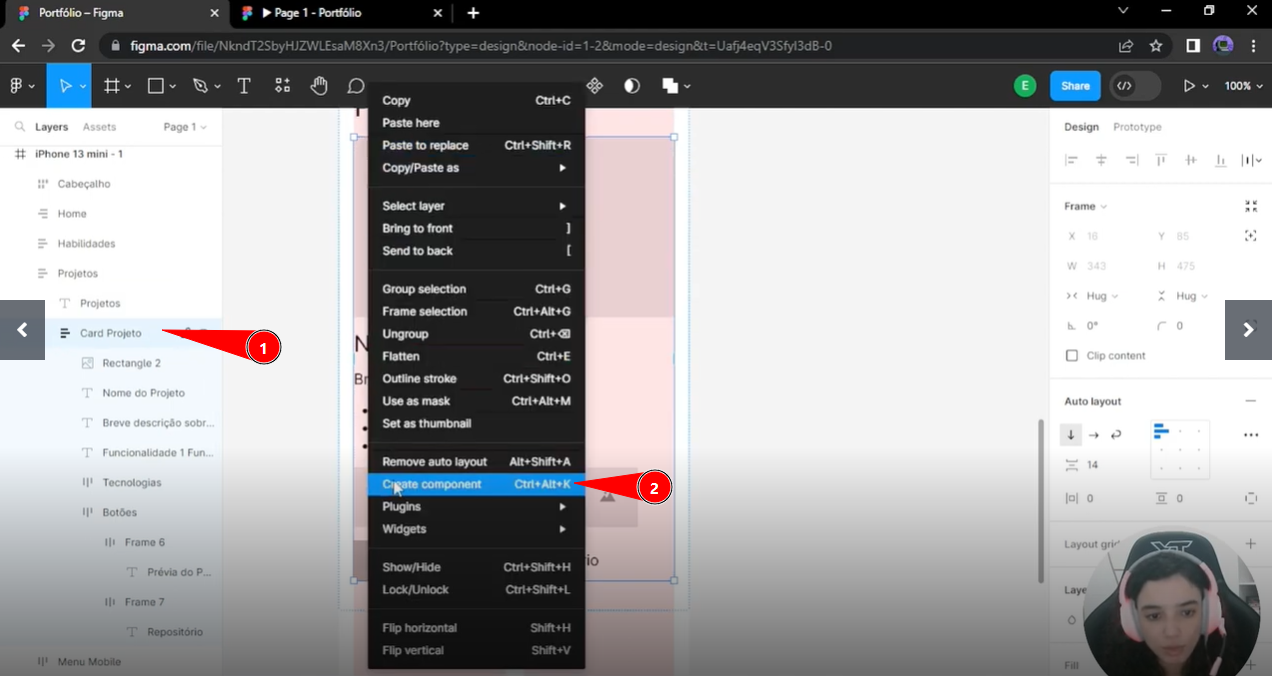 Portfólio – Figma
▶ Page 1 - Portfólio
figma.com/file/NkndT2SbyHJZWLEsaM8Xn3/Portfólio?type=design&node-id=1-2&mode=design&t=Uafj4eqV3SfyI3dB-0
E
Share
100%
Layers
Assets
Page 1
iPhone 13 mini - 1
Cabeçalho
Home
Habilidades
Projetos
Projetos
Card Projeto
Rectangle 2
Nome do Projeto
Breve descrição sobr...
Funcionalidade 1 Fun...
Tecnologias
Botões
Frame 6
Prévia do P...
Frame 7
Repositório
Menu Mobile
1
N
Br
io
Copy Ctrl+C
Paste here
Paste to replace Ctrl+Shift+R
Copy/Paste as
Select layer
Bring to front ]
Send to back [
Group selection Ctrl+G
Frame selection Ctrl+Alt+G
Ungroup Ctrl+⌫
Flatten Ctrl+E
Outline stroke Ctrl+Shift+O
Use as mask Ctrl+Alt+M
Set as thumbnail
Remove auto layout Alt+Shift+A
Create component Ctrl+Alt+K
2
Plugins
Widgets
Show/Hide Ctrl+Shift+H
Lock/Unlock Ctrl+Shift+L
Flip horizontal Shift+H
Flip vertical Shift+V
Design
Prototype
Frame
X 16 Y 85
W 343 H 475
Hug Hug
0° 0
Clip content
Auto layout
14
0 0
Layout grid
Laye
Fill